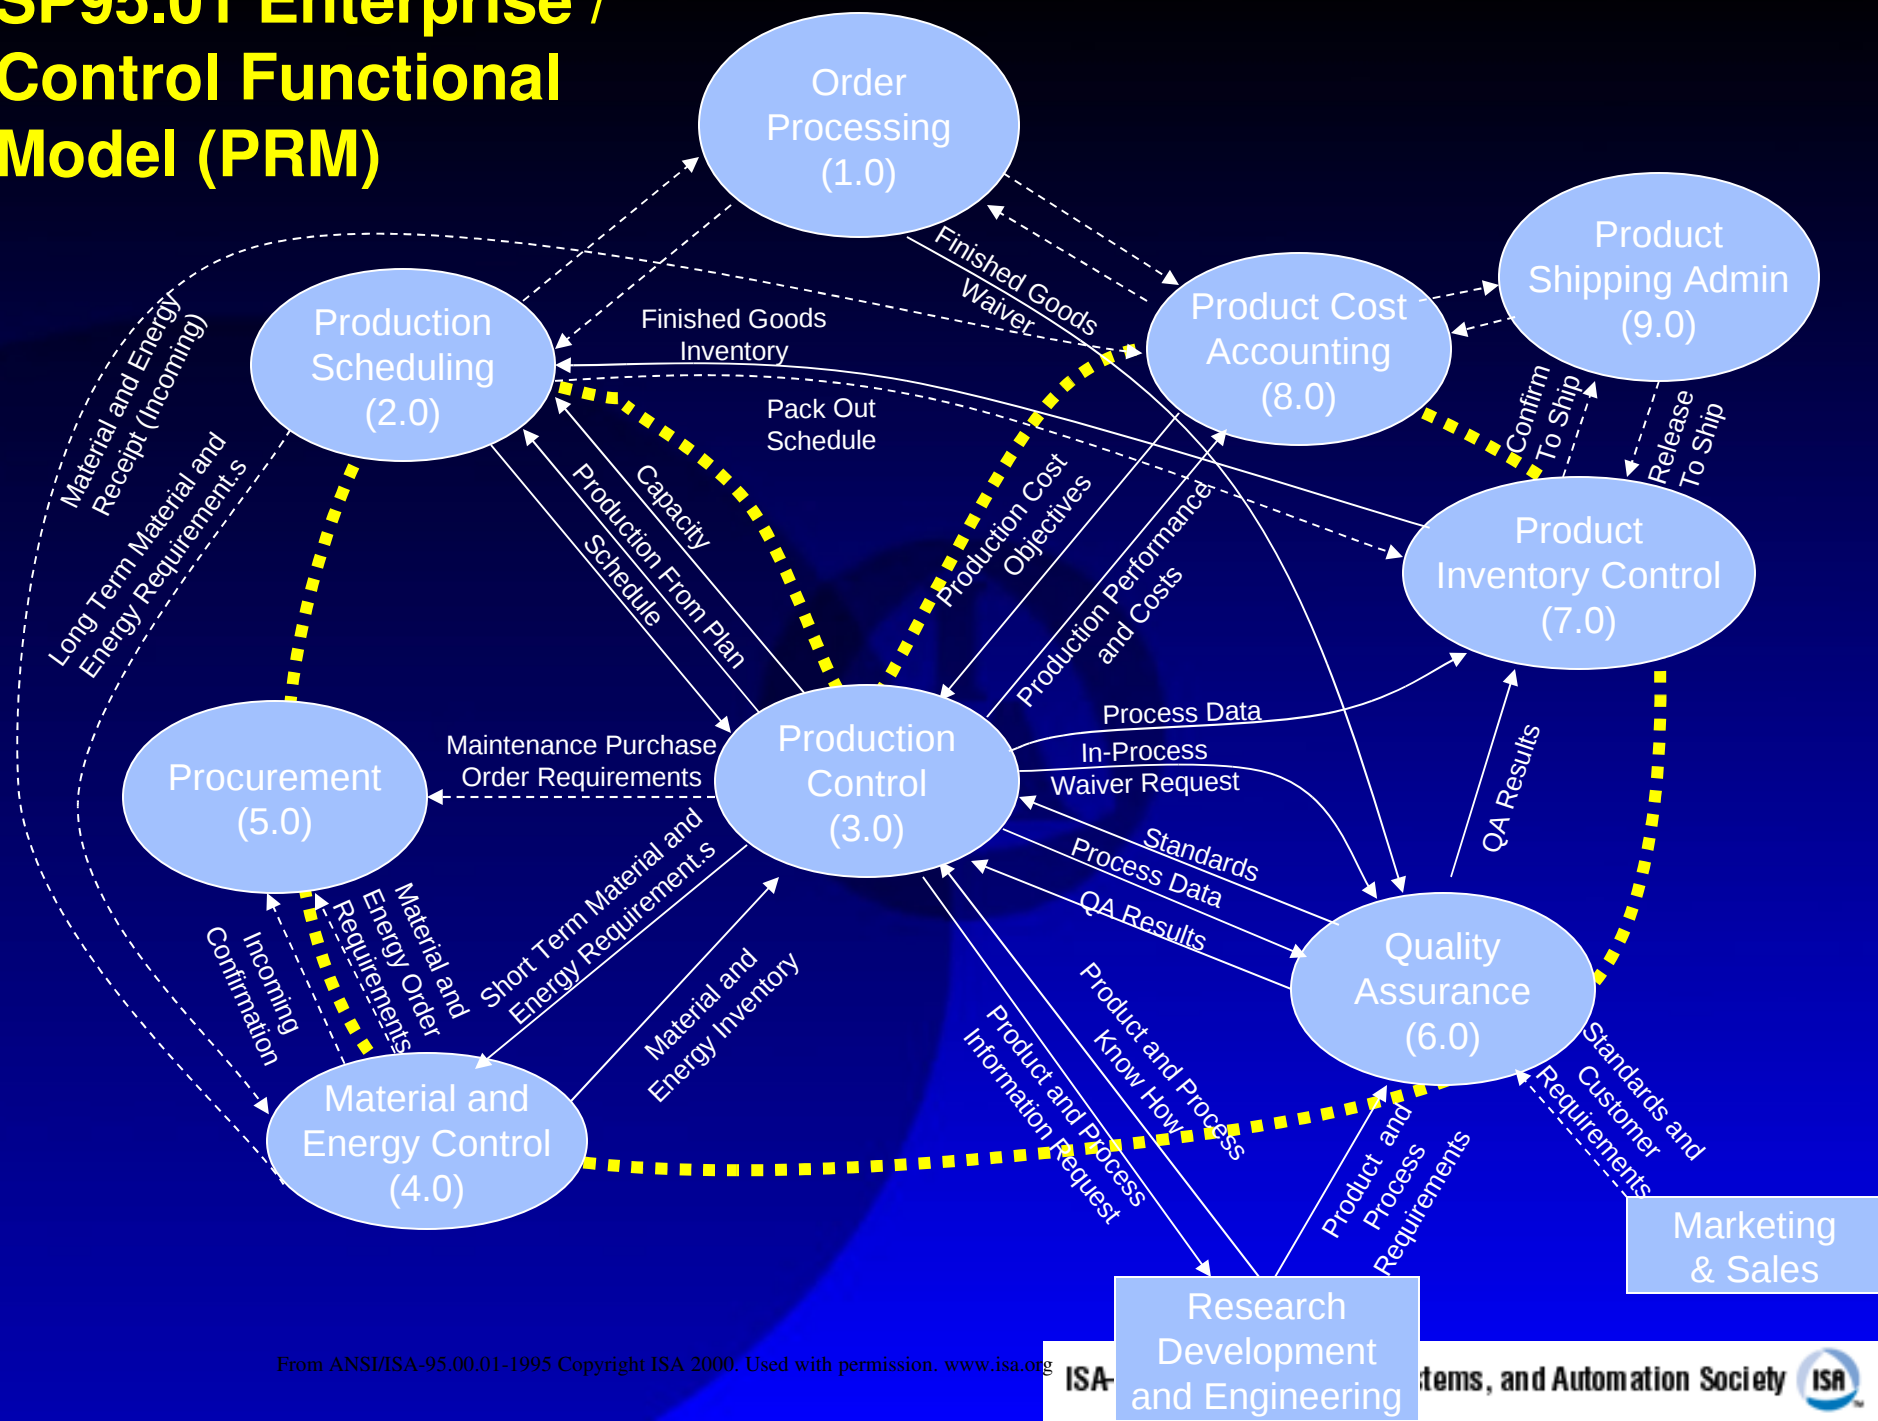 SP95.01 Enterprise /
Control Functional
Model (PRM)
Order
Processing
(1.0)
Product
Shipping Admin
(9.0)
Production
Scheduling
(2.0)
Product Cost
Accounting
(8.0)
Finished Goods
Waiver
Finished Goods
Inventory
Pack Out
Schedule
Material and Energy
Receipt (Incoming)
Long Term Material and
Energy Requirement.s
Confirm
To Ship
Release
To Ship
Product
Inventory Control
(7.0)
Capacity
Production From Plan
Schedule
Production Cost
Objectives
Production Performance
and Costs
Procurement
(5.0)
Maintenance Purchase
Order Requirements
Production
Control
(3.0)
Process Data
In-Process
Waiver Request
Standards
Process Data
QA Results
QA Results
Quality
Assurance
(6.0)
Short Term Material and
Energy Requirement.s
Material and
Energy Inventory
Material and
Energy Order
Requirements
Incoming
Confirmation
Material and
Energy Control
(4.0)
Product and Process
Know How
Product and Process
Information Request
Product and
Process
Requirements
Standards and
Customer
Requirements
Marketing
& Sales
Research
Development
and Engineering
From ANSI/ISA-95.00.01-1995 Copyright ISA 2000. Used with permission. www.isa.org
ISA-
tems, and Automation Society
ISA